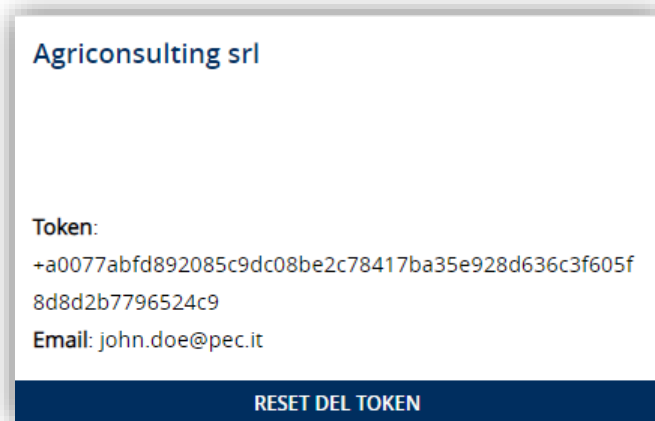 Agriconsulting srl
Token:
+a0077abfd892085c9dc08be2c78417ba35e928d636c3f605f
8d8d2b7796524c9
Email: john.doe@pec.it
RESET DEL TOKEN